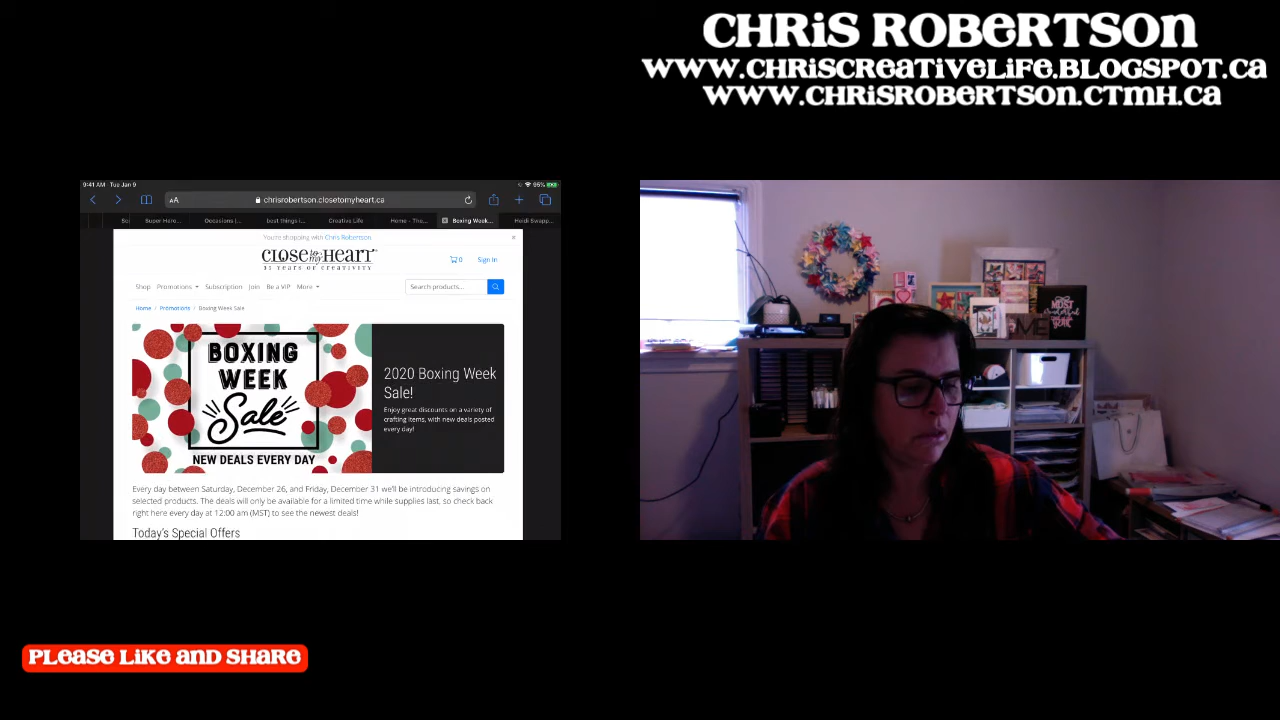 CHRIS ROBERTSON
WWW.CHRISCREATIVELIFE.BLOGSPOT.CA
WWW.CHRISROBERTSON.CTMH.CA
9:41 AM Tue Jan 9
95%
AA
chrisrobertson.closetomyheart.ca
Super Here...
Occasions |...
best things i...
Creative Life
Home - The...
Boxing Week...
Heidi Swapp...
You're shopping with Chris Robertson.
CLOSE TO my HEART
0
Sign In
Shop Promotions Subscription Join Be a VIP More
Search products...
Home / Promotions / Boxing Week Sale
BOXING
WEEK
Sale
NEW DEALS EVERY DAY
2020 Boxing Week
Sale!
Enjoy great discounts on a variety of
crafting items, with new deals posted
every day!
Every day between Saturday, December 26, and Friday, December 31 we'll be introducing savings on
selected products. The deals will only be available for a limited time while supplies last, so check back
right here every day at 12:00 am (MST) to see the newest deals!
Today's Special Offers
PLEASE LIKE AND SHARE